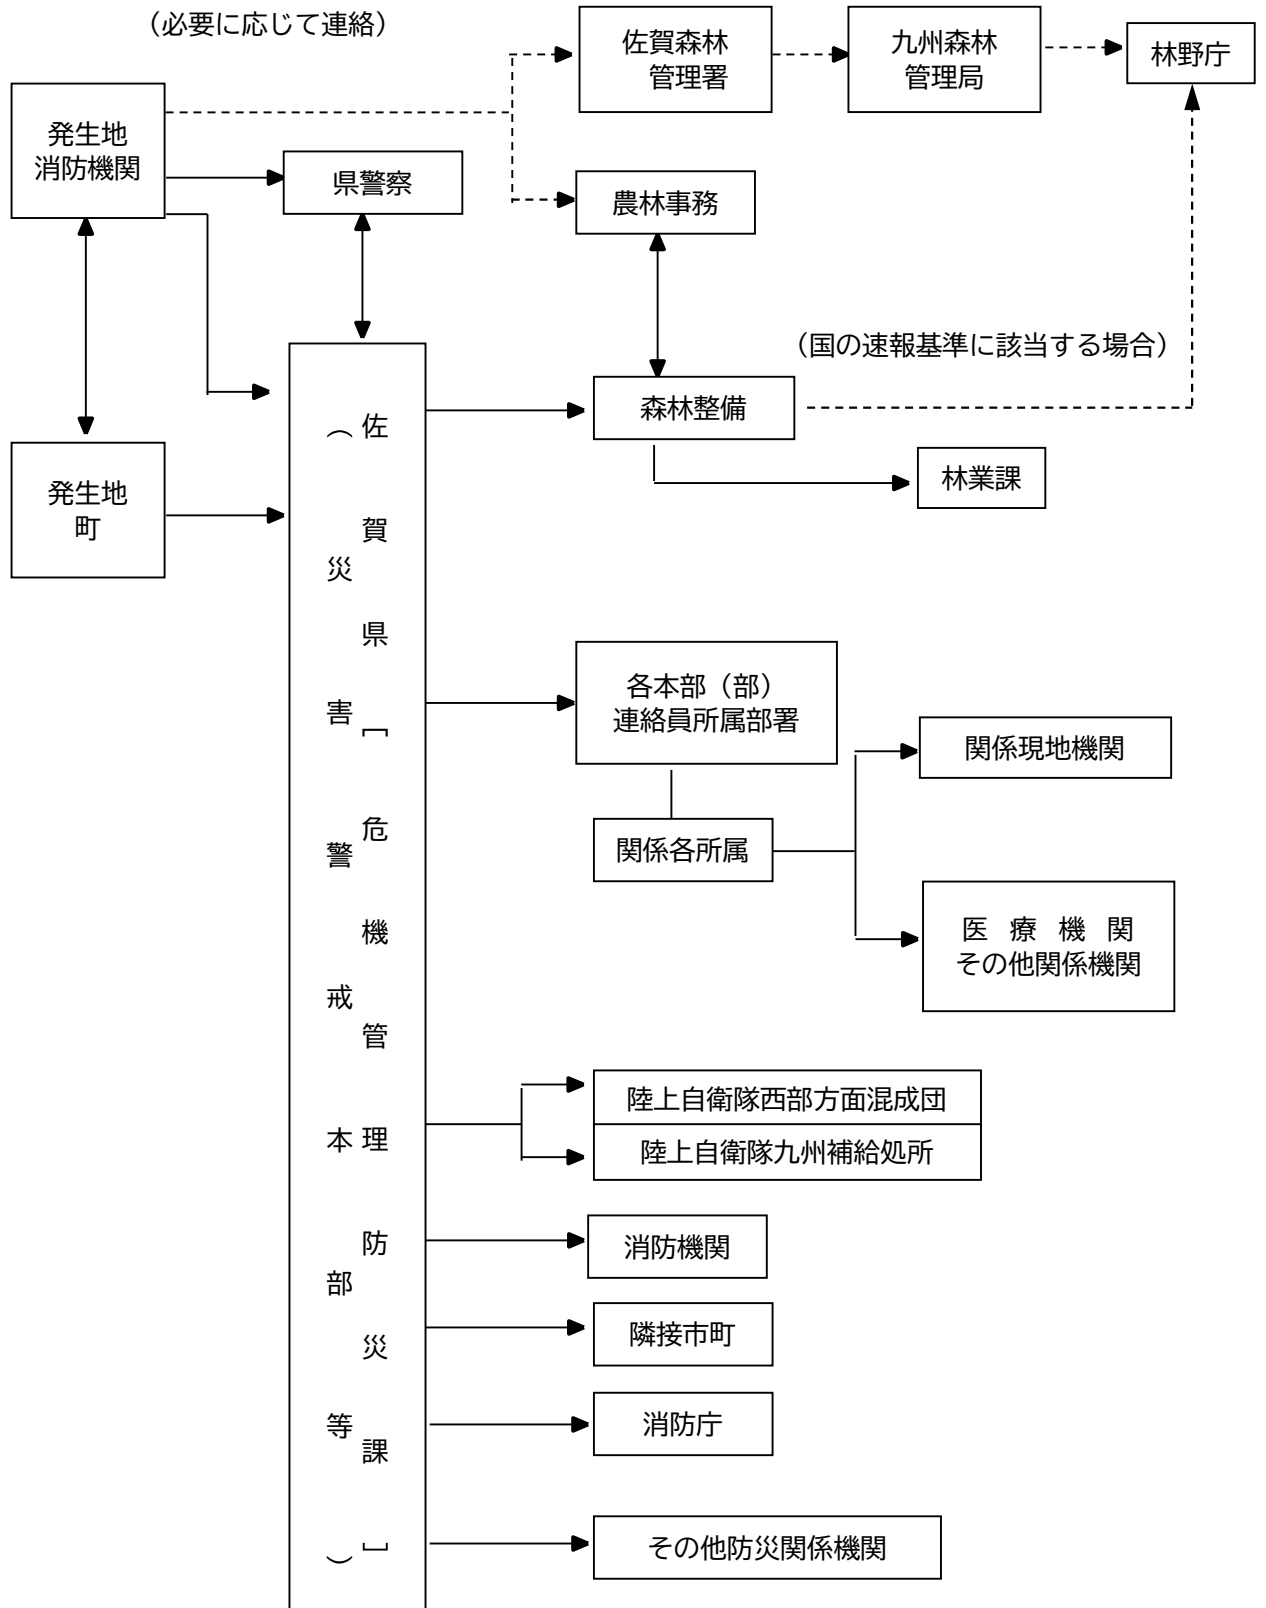 （必要に応じて連絡）
佐賀森林
管理署
九州森林
管理局
林野庁
発生地
消防機関
県警察
農林事務
（国の速報基準に該当する場合）
森林整備
林業課
発生地
町
佐賀県［危機管理防災課］
（災害警戒本部等）
各本部（部）
連絡員所属部署
関係現地機関
関係各所属
医療機関
その他関係機関
陸上自衛隊西部方面混成団
陸上自衛隊九州補給処所
消防機関
隣接市町
消防庁
その他防災関係機関